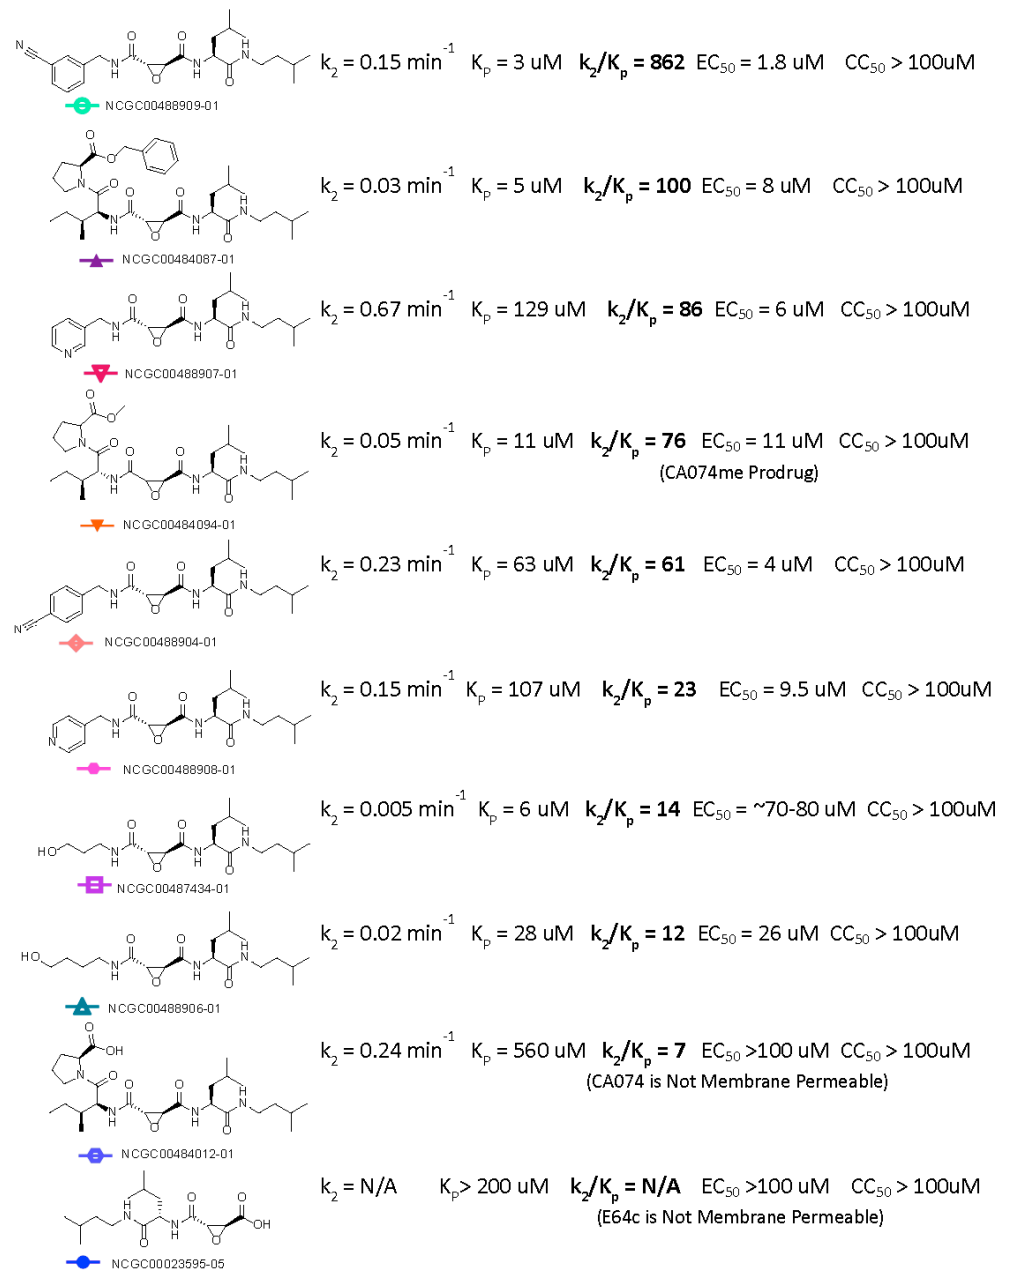 k2 = 0.15 min-1 KP = 3 uM k2/Kp = 862 EC50 = 1.8 uM CC50 > 100uM
N O O H N N H O N H O
NCGC00488909-01
k2 = 0.03 min-1 KP = 5 uM k2/Kp = 100 EC50 = 8 uM CC50 > 100uM
O O N O O O H N N H O N H O
NCGC00484087-01
k2 = 0.67 min-1 KP = 129 uM k2/Kp = 86 EC50 = 6 uM CC50 > 100uM
O O H N NH O N H O N
NCGC00488907-01
k2 = 0.05 min-1 KP = 11 uM k2/Kp = 76 EC50 = 11 uM CC50 > 100uM
(CA074me Prodrug)
O O N O O O H N N H O N H O
NCGC00484094-01
k2 = 0.23 min-1 KP = 63 uM k2/Kp = 61 EC50 = 4 uM CC50 > 100uM
O O H N N H O N H O N
NCGC00488904-01
k2 = 0.15 min-1 KP = 107 uM k2/Kp = 23 EC50 = 9.5 uM CC50 > 100uM
O O H N NH O N H O N
NCGC00488908-01
k2 = 0.005 min-1 KP = 6 uM k2/Kp = 14 EC50 = ~70-80 uM CC50 > 100uM
O O H N HO N H O N H O
NCGC00487434-01
k2 = 0.02 min-1 KP = 28 uM k2/Kp = 12 EC50 = 26 uM CC50 > 100uM
O O H N HO NH O N H O
NCGC00488906-01
k2 = 0.24 min-1 KP = 560 uM k2/Kp = 7 EC50 >100 uM CC50 > 100uM
(CA074 is Not Membrane Permeable)
O OH N O O O H N N H O N H O
NCGC00484012-01
k2 = N/A KP> 200 uM k2/Kp = N/A EC50 >100 uM CC50 > 100uM
(E64c is Not Membrane Permeable)
H N O N H O O O OH
NCGC00023595-05